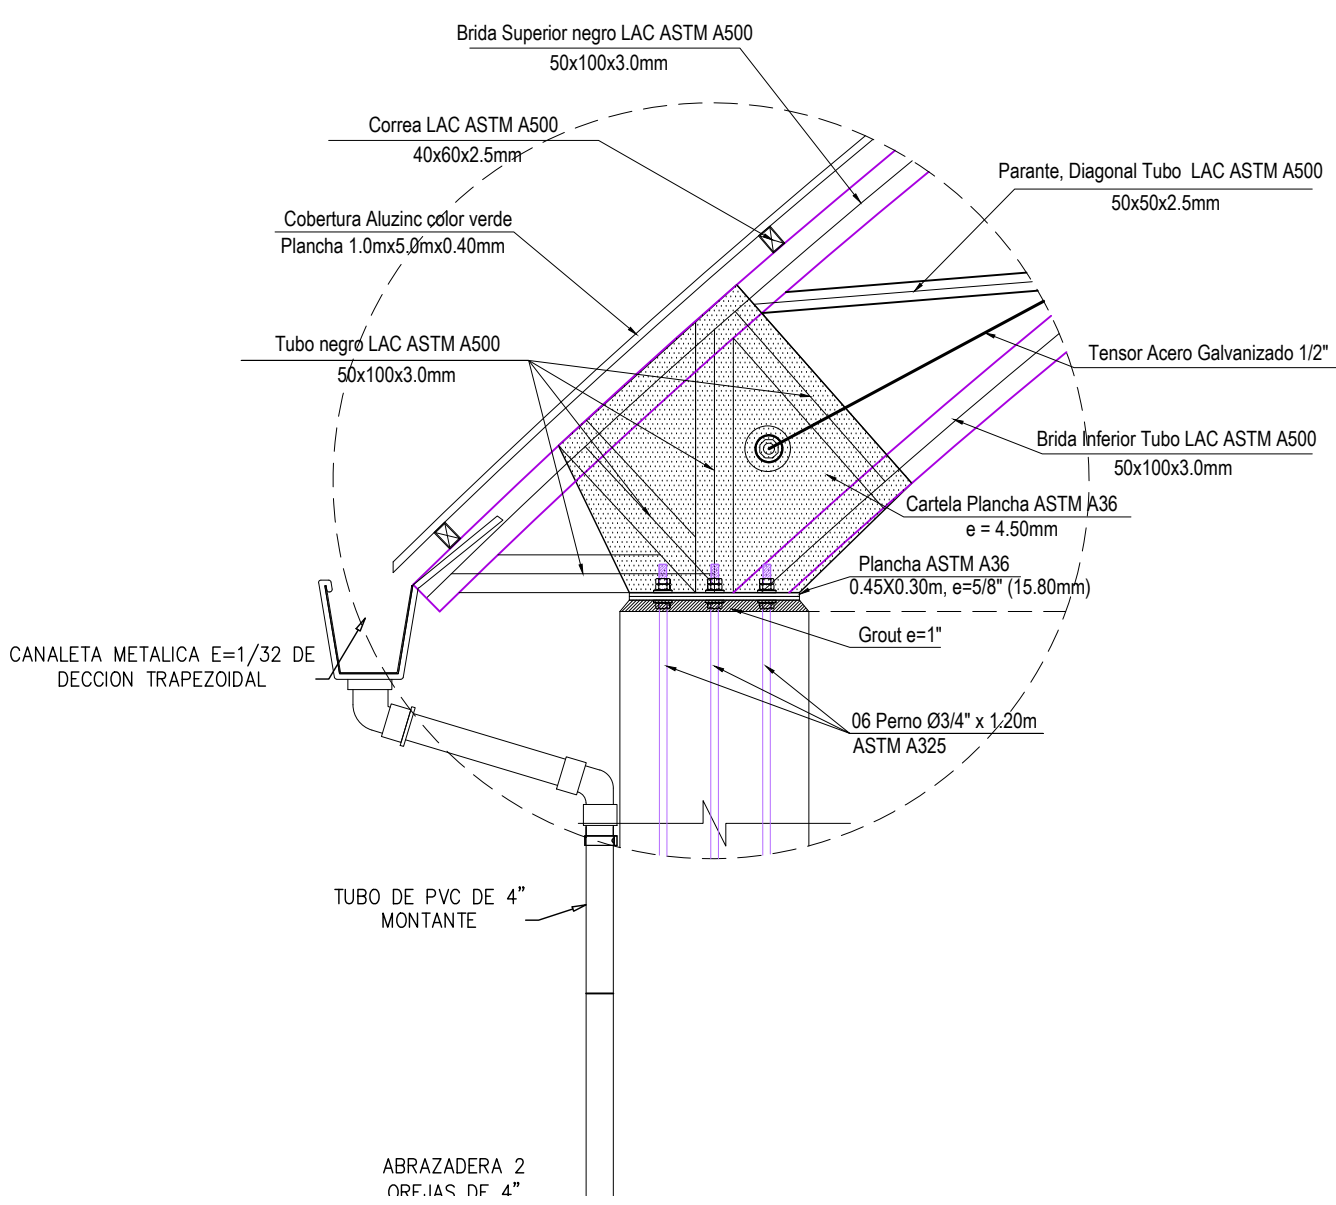 Brida Superior negro LAC ASTM A500
50x100x3.0mm
Correa LAC ASTM A500
40x60x2.5mm
Parante, Diagonal Tubo LAC ASTM A500
50x50x2.5mm
Cobertura Aluzinc color verde
Plancha 1.0mx5.0mx0.40mm
Tubo negro LAC ASTM A500
50x100x3.0mm
Tensor Acero Galvanizado 1/2"
Brida Inferior Tubo LAC ASTM A500
50x100x3.0mm
Cartela Plancha ASTM A36
e = 4.50mm
Plancha ASTM A36
0.45X0.30m, e=5/8" (15.80mm)
Grout e=1"
CANALETA METALICA E=1/32 DE
DECCION TRAPEZOIDAL
06 Perno Ø3/4" x 1.20m
ASTM A325
TUBO DE PVC DE 4”
MONTANTE
ABRAZADERA 2
OREJAS DE 4”